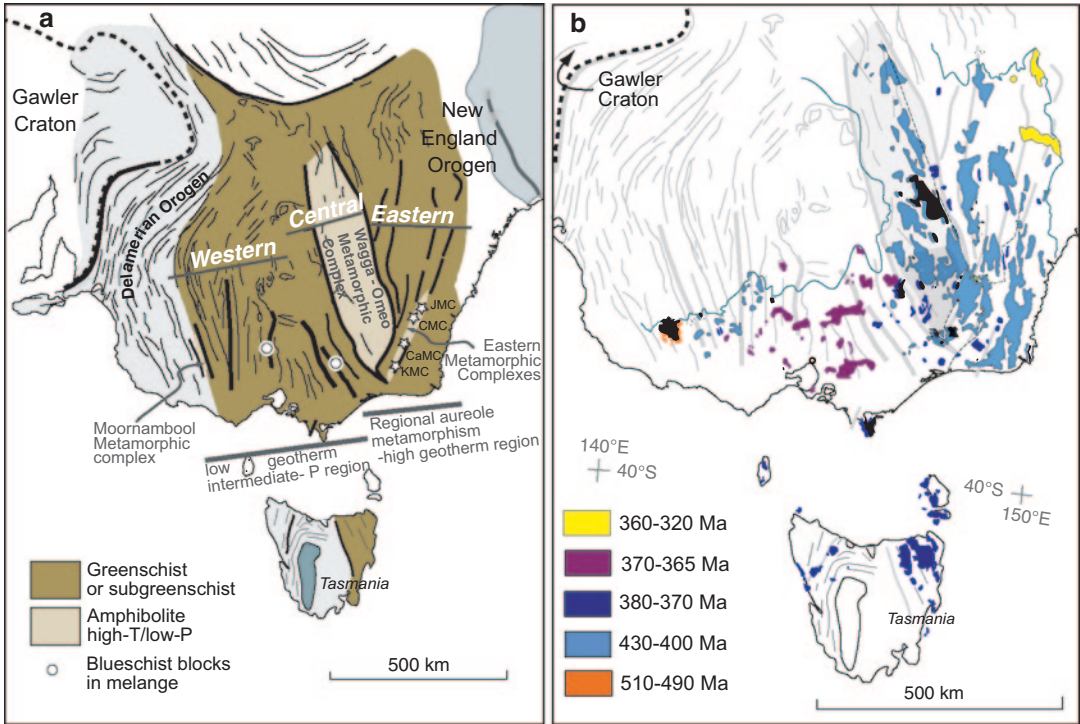 a
Gawler
Craton
New
England
Orogen
Delamerian Orogen
Western
Central
Eastern
Wagga - Omeo
Metamorphic
Complex
JMC
CMC
CaMC
KMC
Eastern
Metamorphic
Complexes
Moornambool
Metamorphic
complex
low geotherm
intermediate- P region
Regional aureole
metamorphism
-high geotherm region
Tasmania
Greenschist
or subgreenschist
Amphibolite
high-T/low-P
Blueschist blocks
in melange
500 km
b
Gawler
Craton
140°E
40°S
40°S
150°E
360-320 Ma
370-365 Ma
380-370 Ma
430-400 Ma
510-490 Ma
Tasmania
500 km